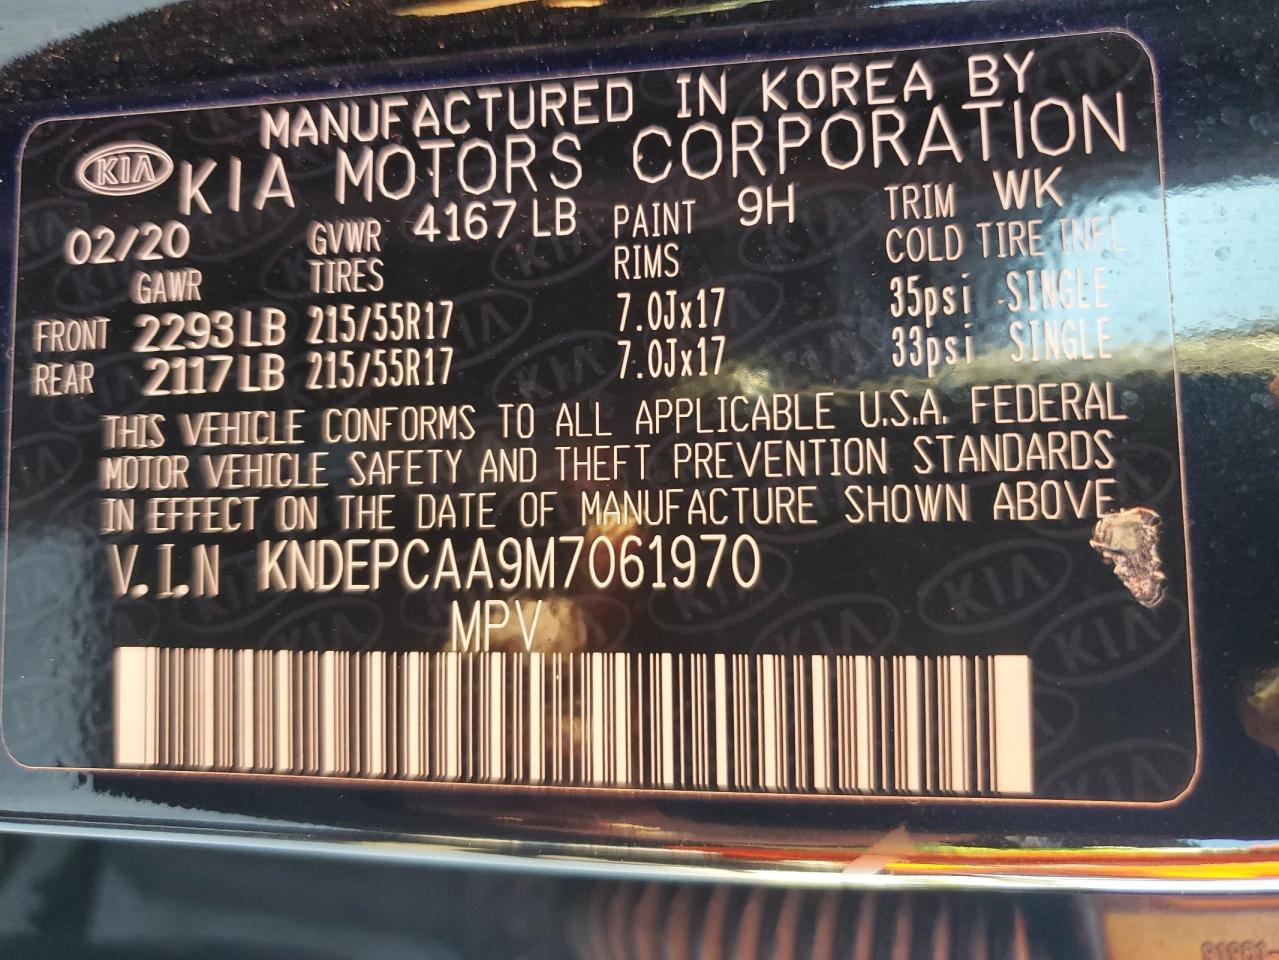 MANUFACTURED IN KOREA BY
KIA KIA MOTORS CORPORATION
02/20 GVWR 4167 LB PAINT 9H TRIM WK
GAWR TIRES RIMS COLD TIRE INFL
FRONT 2293 LB 215/55R17 7.0Jx17 35psi SINGLE
REAR 2117 LB 215/55R17 7.0Jx17 33psi SINGLE
THIS VEHICLE CONFORMS TO ALL APPLICABLE U.S.A. FEDERAL
MOTOR VEHICLE SAFETY AND THEFT PREVENTION STANDARDS
IN EFFECT ON THE DATE OF MANUFACTURE SHOWN ABOVE
V.I.N KNDEPCAA9M7061970
MPV